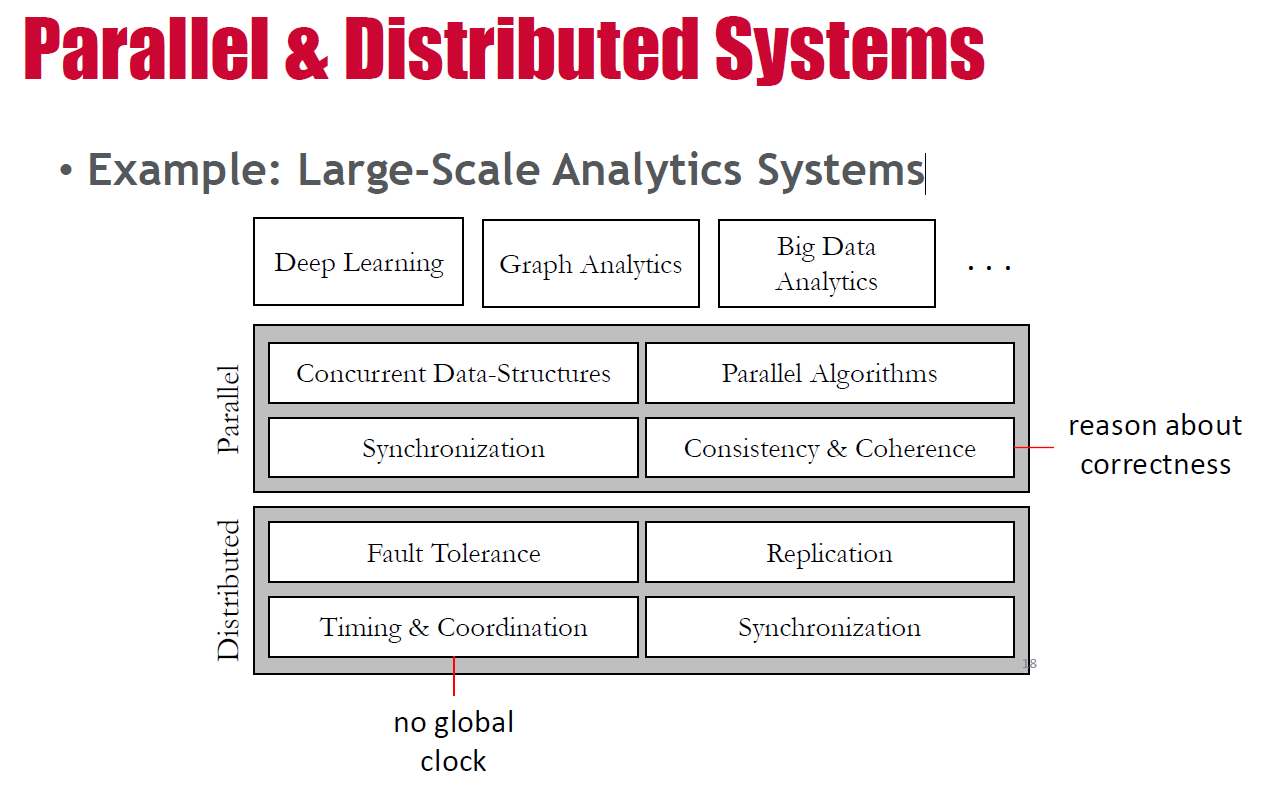 Parallel & Distributed Systems
• Example: Large-Scale Analytics Systems
Deep Learning
Graph Analytics
Big Data
Analytics
. . .
Parallel
Concurrent Data-Structures
Parallel Algorithms
Synchronization
Consistency & Coherence
reason about
correctness
Distributed
Fault Tolerance
Replication
Timing & Coordination
Synchronization
18
no global
clock